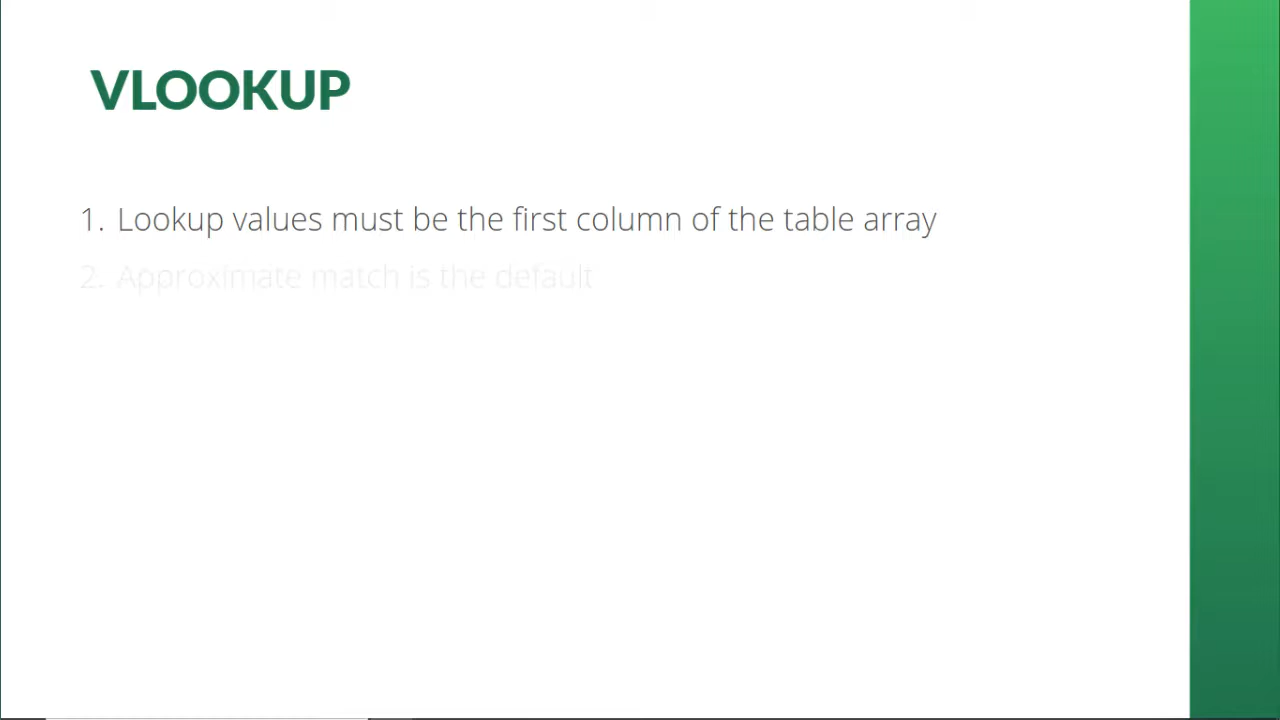 VLOOKUP
1. Lookup values must be the first column of the table array
2. Approximate match is the default